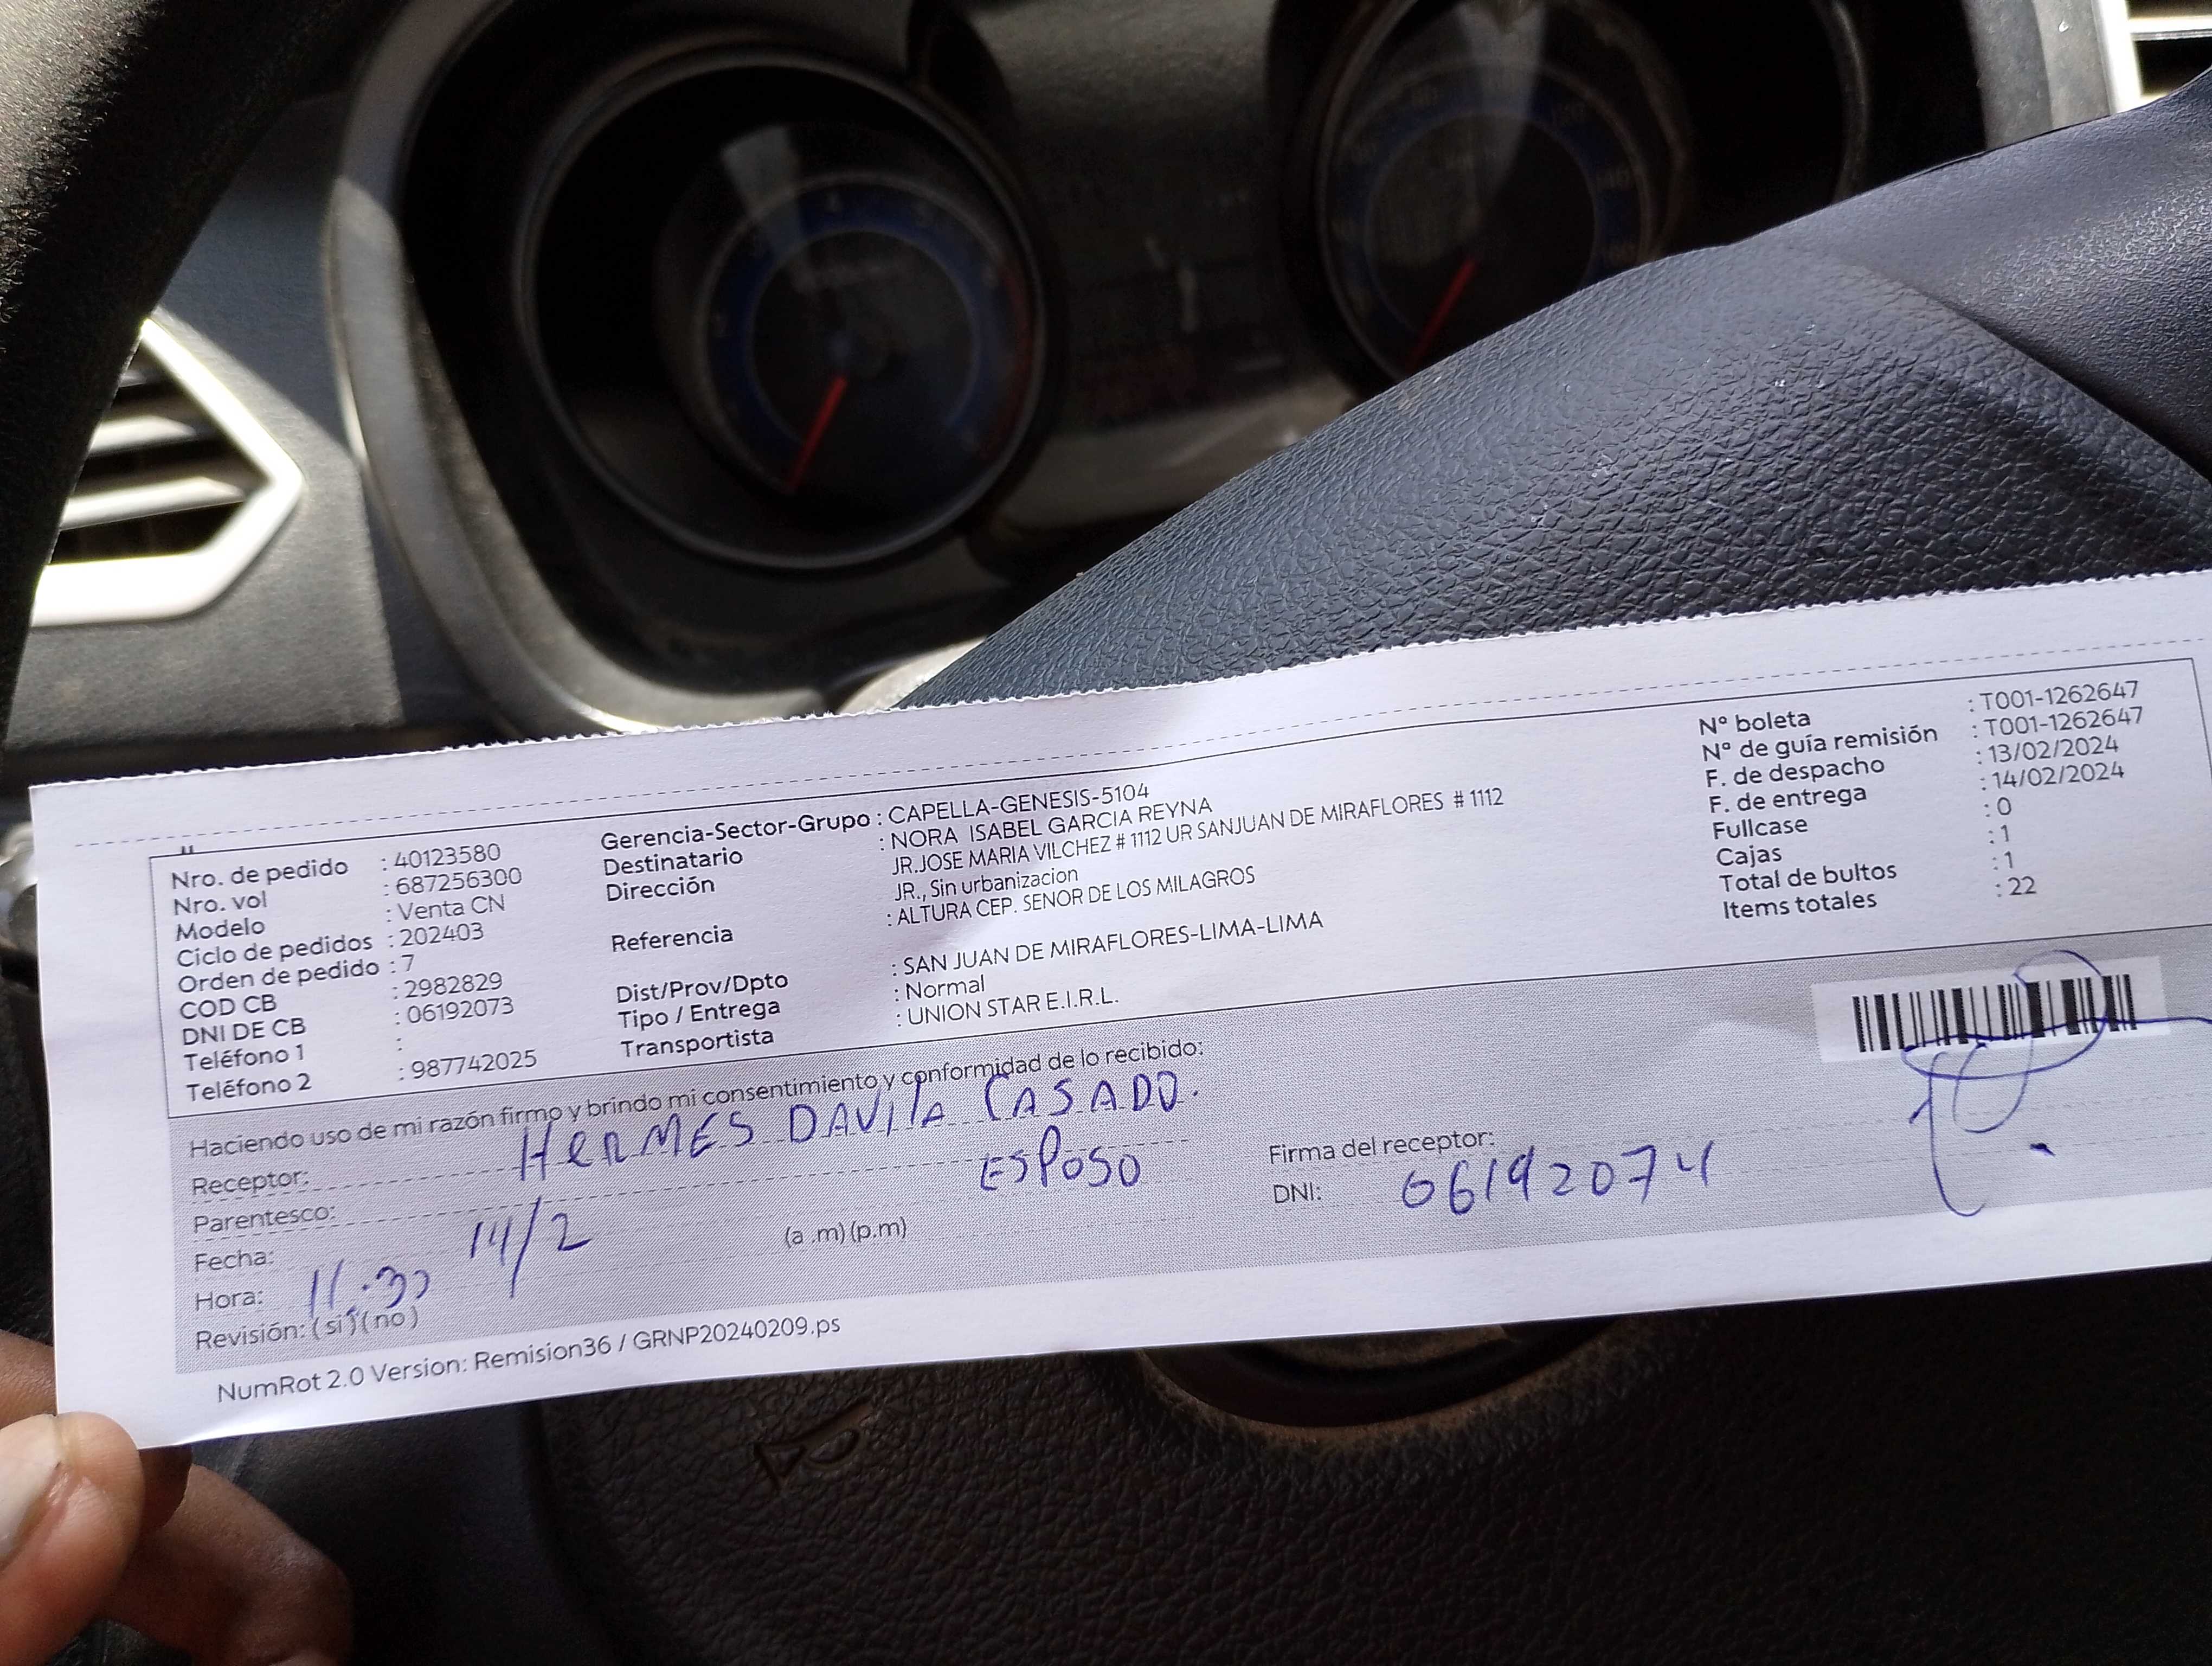 Nro. de pedido : 40123580
Nro. vol : 687256300
Modelo : Venta CN
Ciclo de pedidos : 202403
Orden de pedido : 7
COD CB : 2982829
DNI DE CB : 06192073
Teléfono 1 :
Teléfono 2 : 987742025
Gerencia-Sector-Grupo : CAPELLA-GENESIS-5104
Destinatario : NORA ISABEL GARCIA REYNA
Dirección JR.JOSE MARIA VILCHEZ # 1112 UR SANJUAN DE MIRAFLORES # 1112
JR., Sin urbanizacion
Referencia : ALTURA CEP. SENOR DE LOS MILAGROS
Dist/Prov/Dpto : SAN JUAN DE MIRAFLORES-LIMA-LIMA
Tipo / Entrega : Normal
Transportista : UNION STAR E.I.R.L.
N° boleta : T001-1262647
N° de guía remisión : T001-1262647
F. de despacho : 13/02/2024
F. de entrega : 14/02/2024
Fullcase : 0
Cajas : 1
Total de bultos : 1
Items totales : 22
Haciendo uso de mi razón firmo y brindo mi consentimiento y conformidad de lo recibido:
Receptor: HERMES DAVILA CASADO.
Parentesco: ESPOSO
Fecha: 14/2
Hora: 11:30 (a .m) (p.m)
Revisión: (si) (no)
Firma del receptor:
DNI: 06192074
NumRot 2.0 Version: Remision36 / GRNP20240209.ps